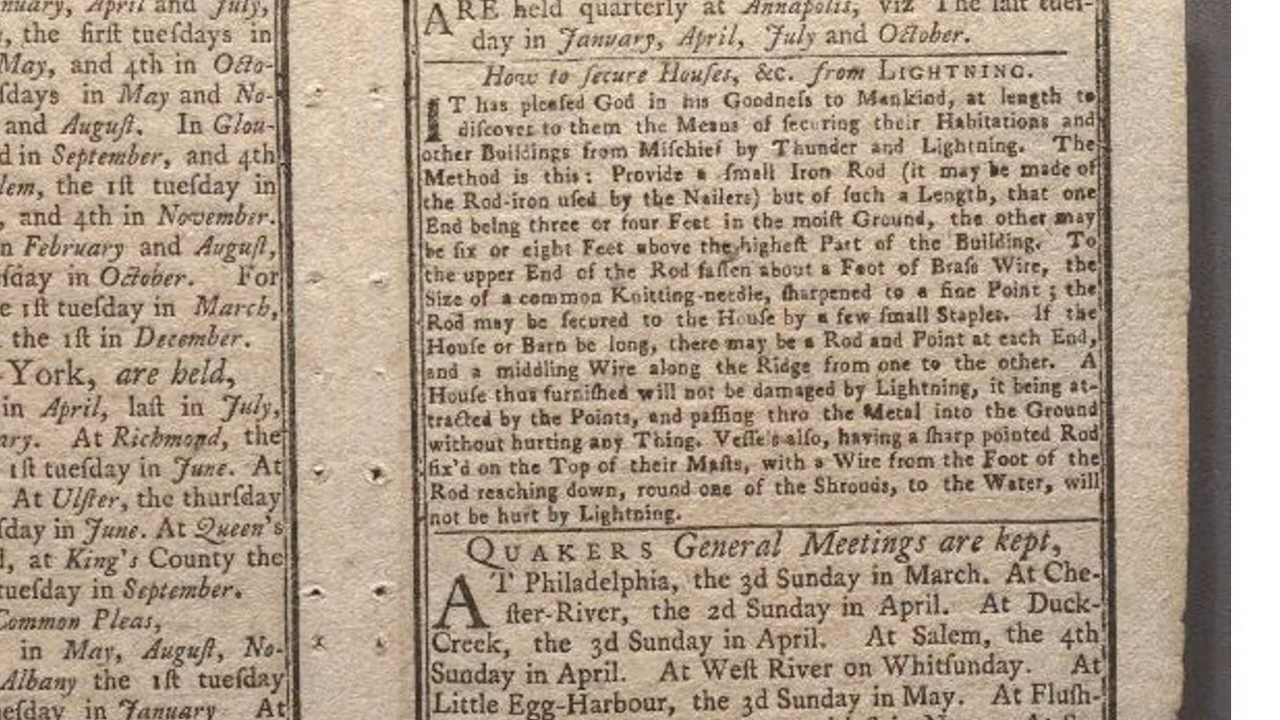 nuary, April and July,
, the firſt tueſdays in
May, and 4th in Octo-
ſdays in May and No-
and Auguſt. In Glou-
d in September, and 4th
lem, the 1ſt tueſday in
, and 4th in November.
n February and Auguſt,
ſday in October. For
e 1ſt tueſday in March,
the 1ſt in December.
-York, are held,
in April, laſt in July,
ary. At Richmond, the
1ſt tueſday in June. At
At Ulſter, the thurſday
ſday in June. At Queen's
l, at King's County the
tueſday in September.
Common Pleas,
in May, Auguſt, No-
Albany the 1ſt tueſday
neſday in January At
ARE held quarterly at Annapolis, viz The laſt tueſ-
day in January, April, July and October.
How to ſecure Houſes, &c. from LIGHTNING.
IT has pleaſed God in his Goodneſs to Mankind, at length to
diſcover to them the Means of ſecuring their Habitations and
other Buildings from Miſchief by Thunder and Lightning. The
Method is this: Provide a ſmall Iron Rod (it may be made of
the Rod-iron uſed by the Nailers) but of ſuch a Length, that one
End being three or four Feet in the moiſt Ground, the other may
be ſix or eight Feet above the higheſt Part of the Building. To
the upper End of the Rod faſten about a Foot of Braſs Wire, the
Size of a common Knitting-needle, ſharpened to a fine Point; the
Rod may be ſecured to the Houſe by a few ſmall Staples. If the
Houſe or Barn be long, there may be a Rod and Point at each End,
and a middling Wire along the Ridge from one to the other. A
Houſe thus furniſhed will not be damaged by Lightning, it being at-
tracted by the Points, and paſſing thro the Metal into the Ground
without hurting any Thing. Veſſels alſo, having a ſharp pointed Rod
fix'd on the Top of their Maſts, with a Wire from the Foot of the
Rod reaching down, round one of the Shrouds, to the Water, will
not be hurt by Lightning.
QUAKERS General Meetings are kept,
AT Philadelphia, the 3d Sunday in March. At Che-
ſter-River, the 2d Sunday in April. At Duck-
Creek, the 3d Sunday in April. At Salem, the 4th
Sunday in April. At Weſt River on Whitſunday. At
Little Egg-Harbour, the 3d Sunday in May. At Fluſh-